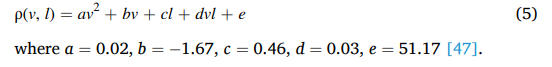 ρ(v, l) = av² + bv + cl + dvl + e (5)
where a = 0.02, b = −1.67, c = 0.46, d = 0.03, e = 51.17 [47].